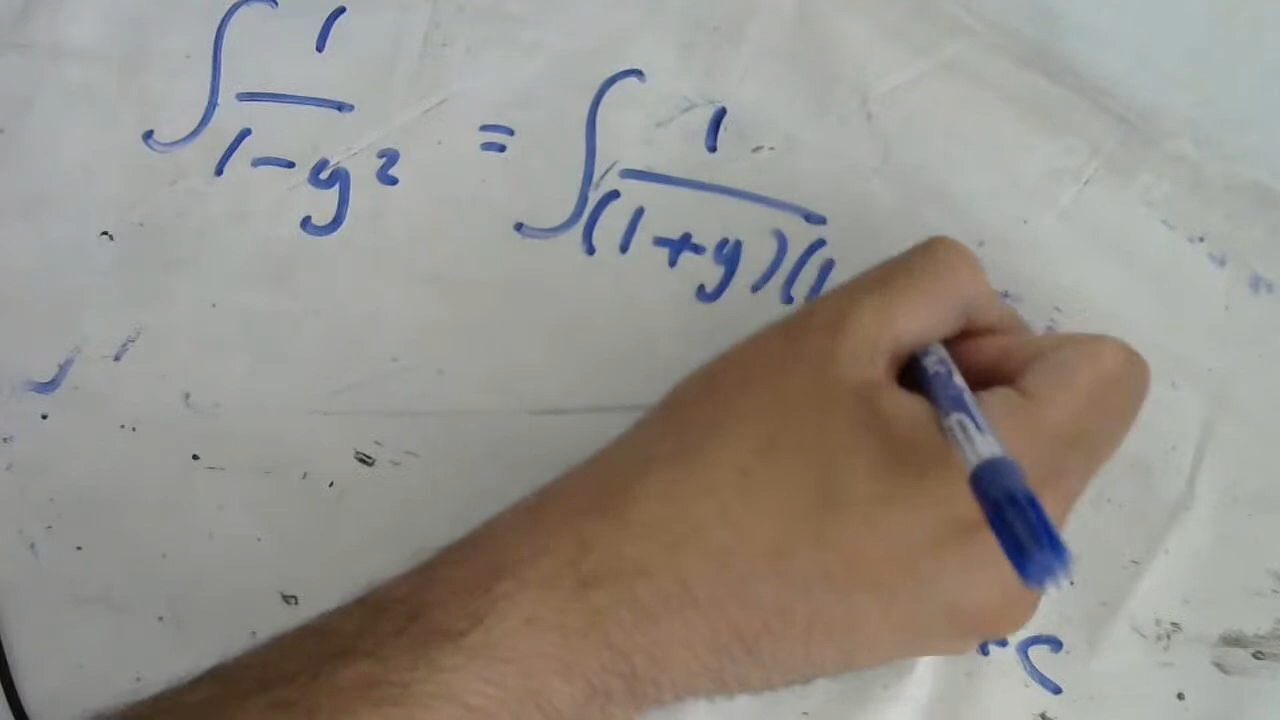 ∫ 1/(1-y²) = ∫ 1/((1+y)(1